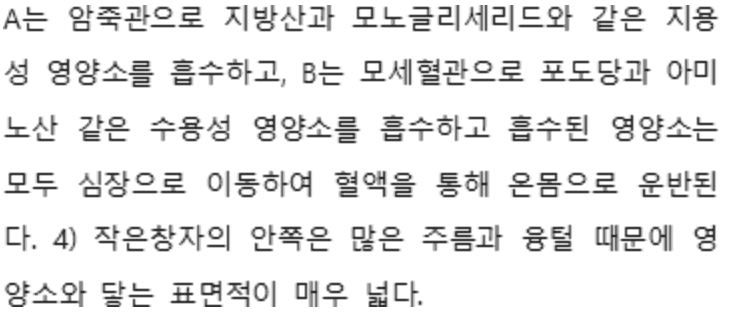 A는 암죽관으로 지방산과 모노글리세리드와 같은 지용
성 영양소를 흡수하고, B는 모세혈관으로 포도당과 아미
노산 같은 수용성 영양소를 흡수하고 흡수된 영양소는
모두 심장으로 이동하여 혈액을 통해 온몸으로 운반된
다. 4) 작은창자의 안쪽은 많은 주름과 융털 때문에 영
양소와 닿는 표면적이 매우 넓다.